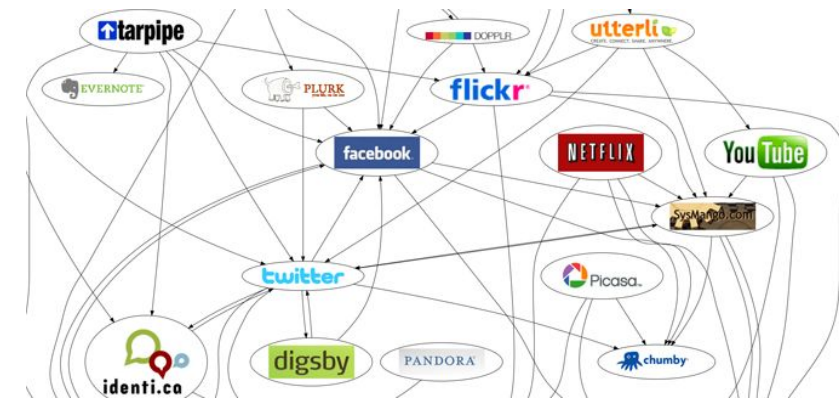 tarpipe
DOPPLR
utterli
CREATE. CONNECT. SHARE. ANYWHERE.
EVERNOTE
PLURK
flickr
facebook
NETFLIX
YouTube
SysMango.com
twitter
Picasa
identi.ca
digsby
PANDORA
chumby